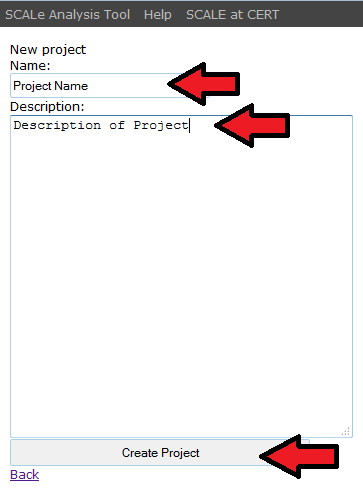 SCALe Analysis Tool Help SCALE at CERT
New project
Name:
Project Name
Description:
Description of Project
Create Project
Back